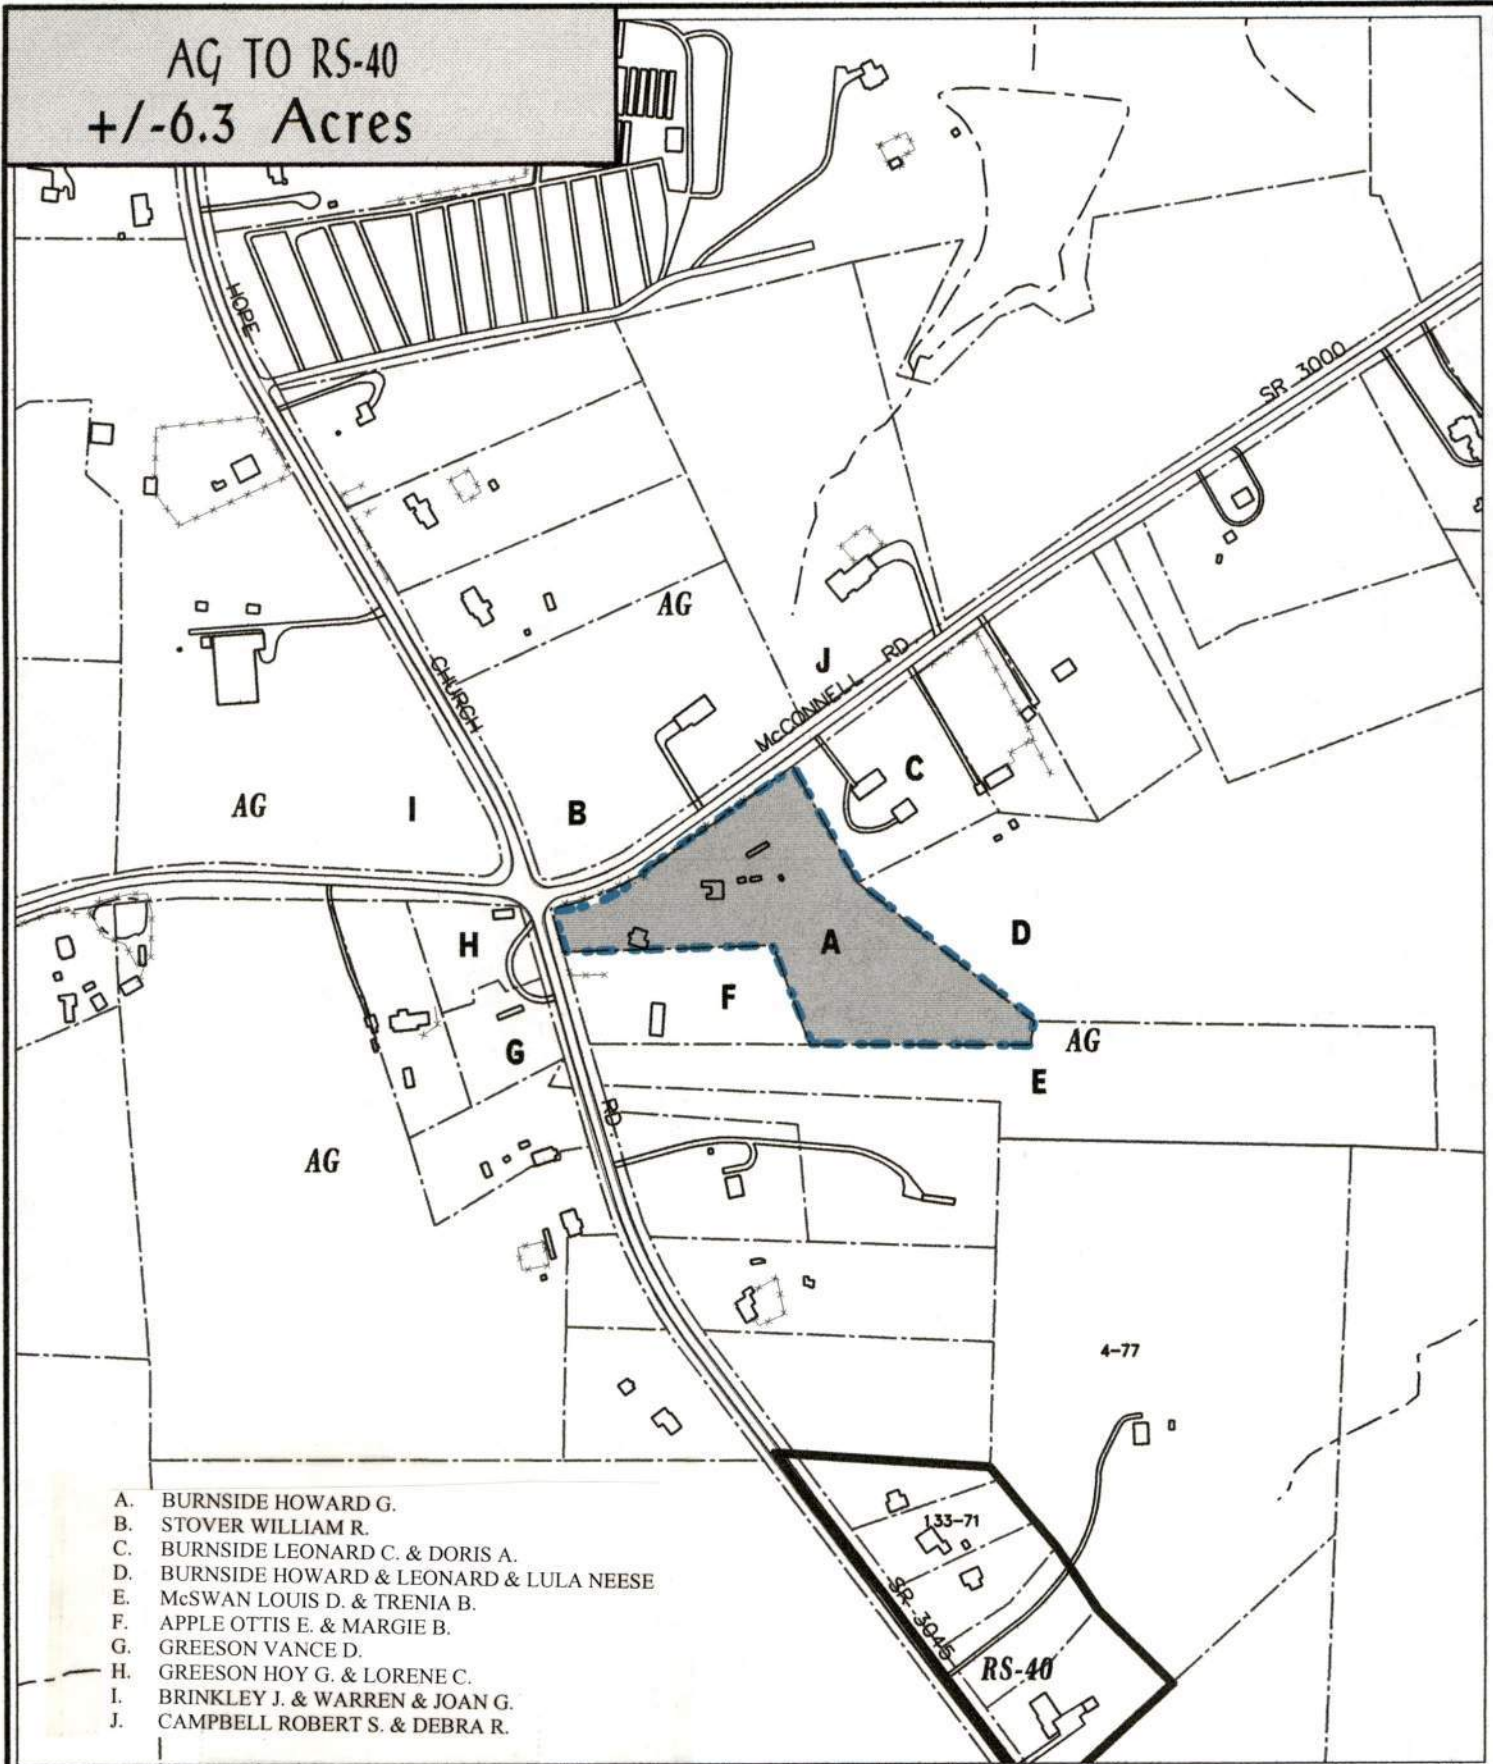 AG TO RS-40
+/-6.3 Acres
HOPE
SR 3000
AG
CHURCH
J
McCONNELL RD.
C
AG
I
B
H
A
D
F
AG
G
E
RD.
AG
4-77
133-71
SR 3045
RS-40
A. BURNSIDE HOWARD G.
B. STOVER WILLIAM R.
C. BURNSIDE LEONARD C. & DORIS A.
D. BURNSIDE HOWARD & LEONARD & LULA NEESE
E. McSWAN LOUIS D. & TRENIA B.
F. APPLE OTTIS E. & MARGIE B.
G. GREESON VANCE D.
H. GREESON HOY G. & LORENE C.
I. BRINKLEY J. & WARREN & JOAN G.
J. CAMPBELL ROBERT S. & DEBRA R.